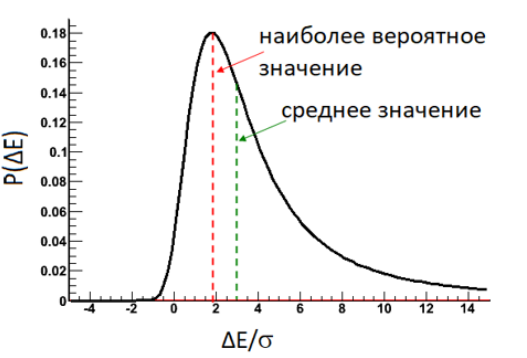 0.18
0.16
0.14
0.12
0.1
0.08
0.06
0.04
0.02
0
P(ΔE)
наиболее вероятное
значение
среднее значение
-4 -2 0 2 4 6 8 10 12 14
ΔE/σ